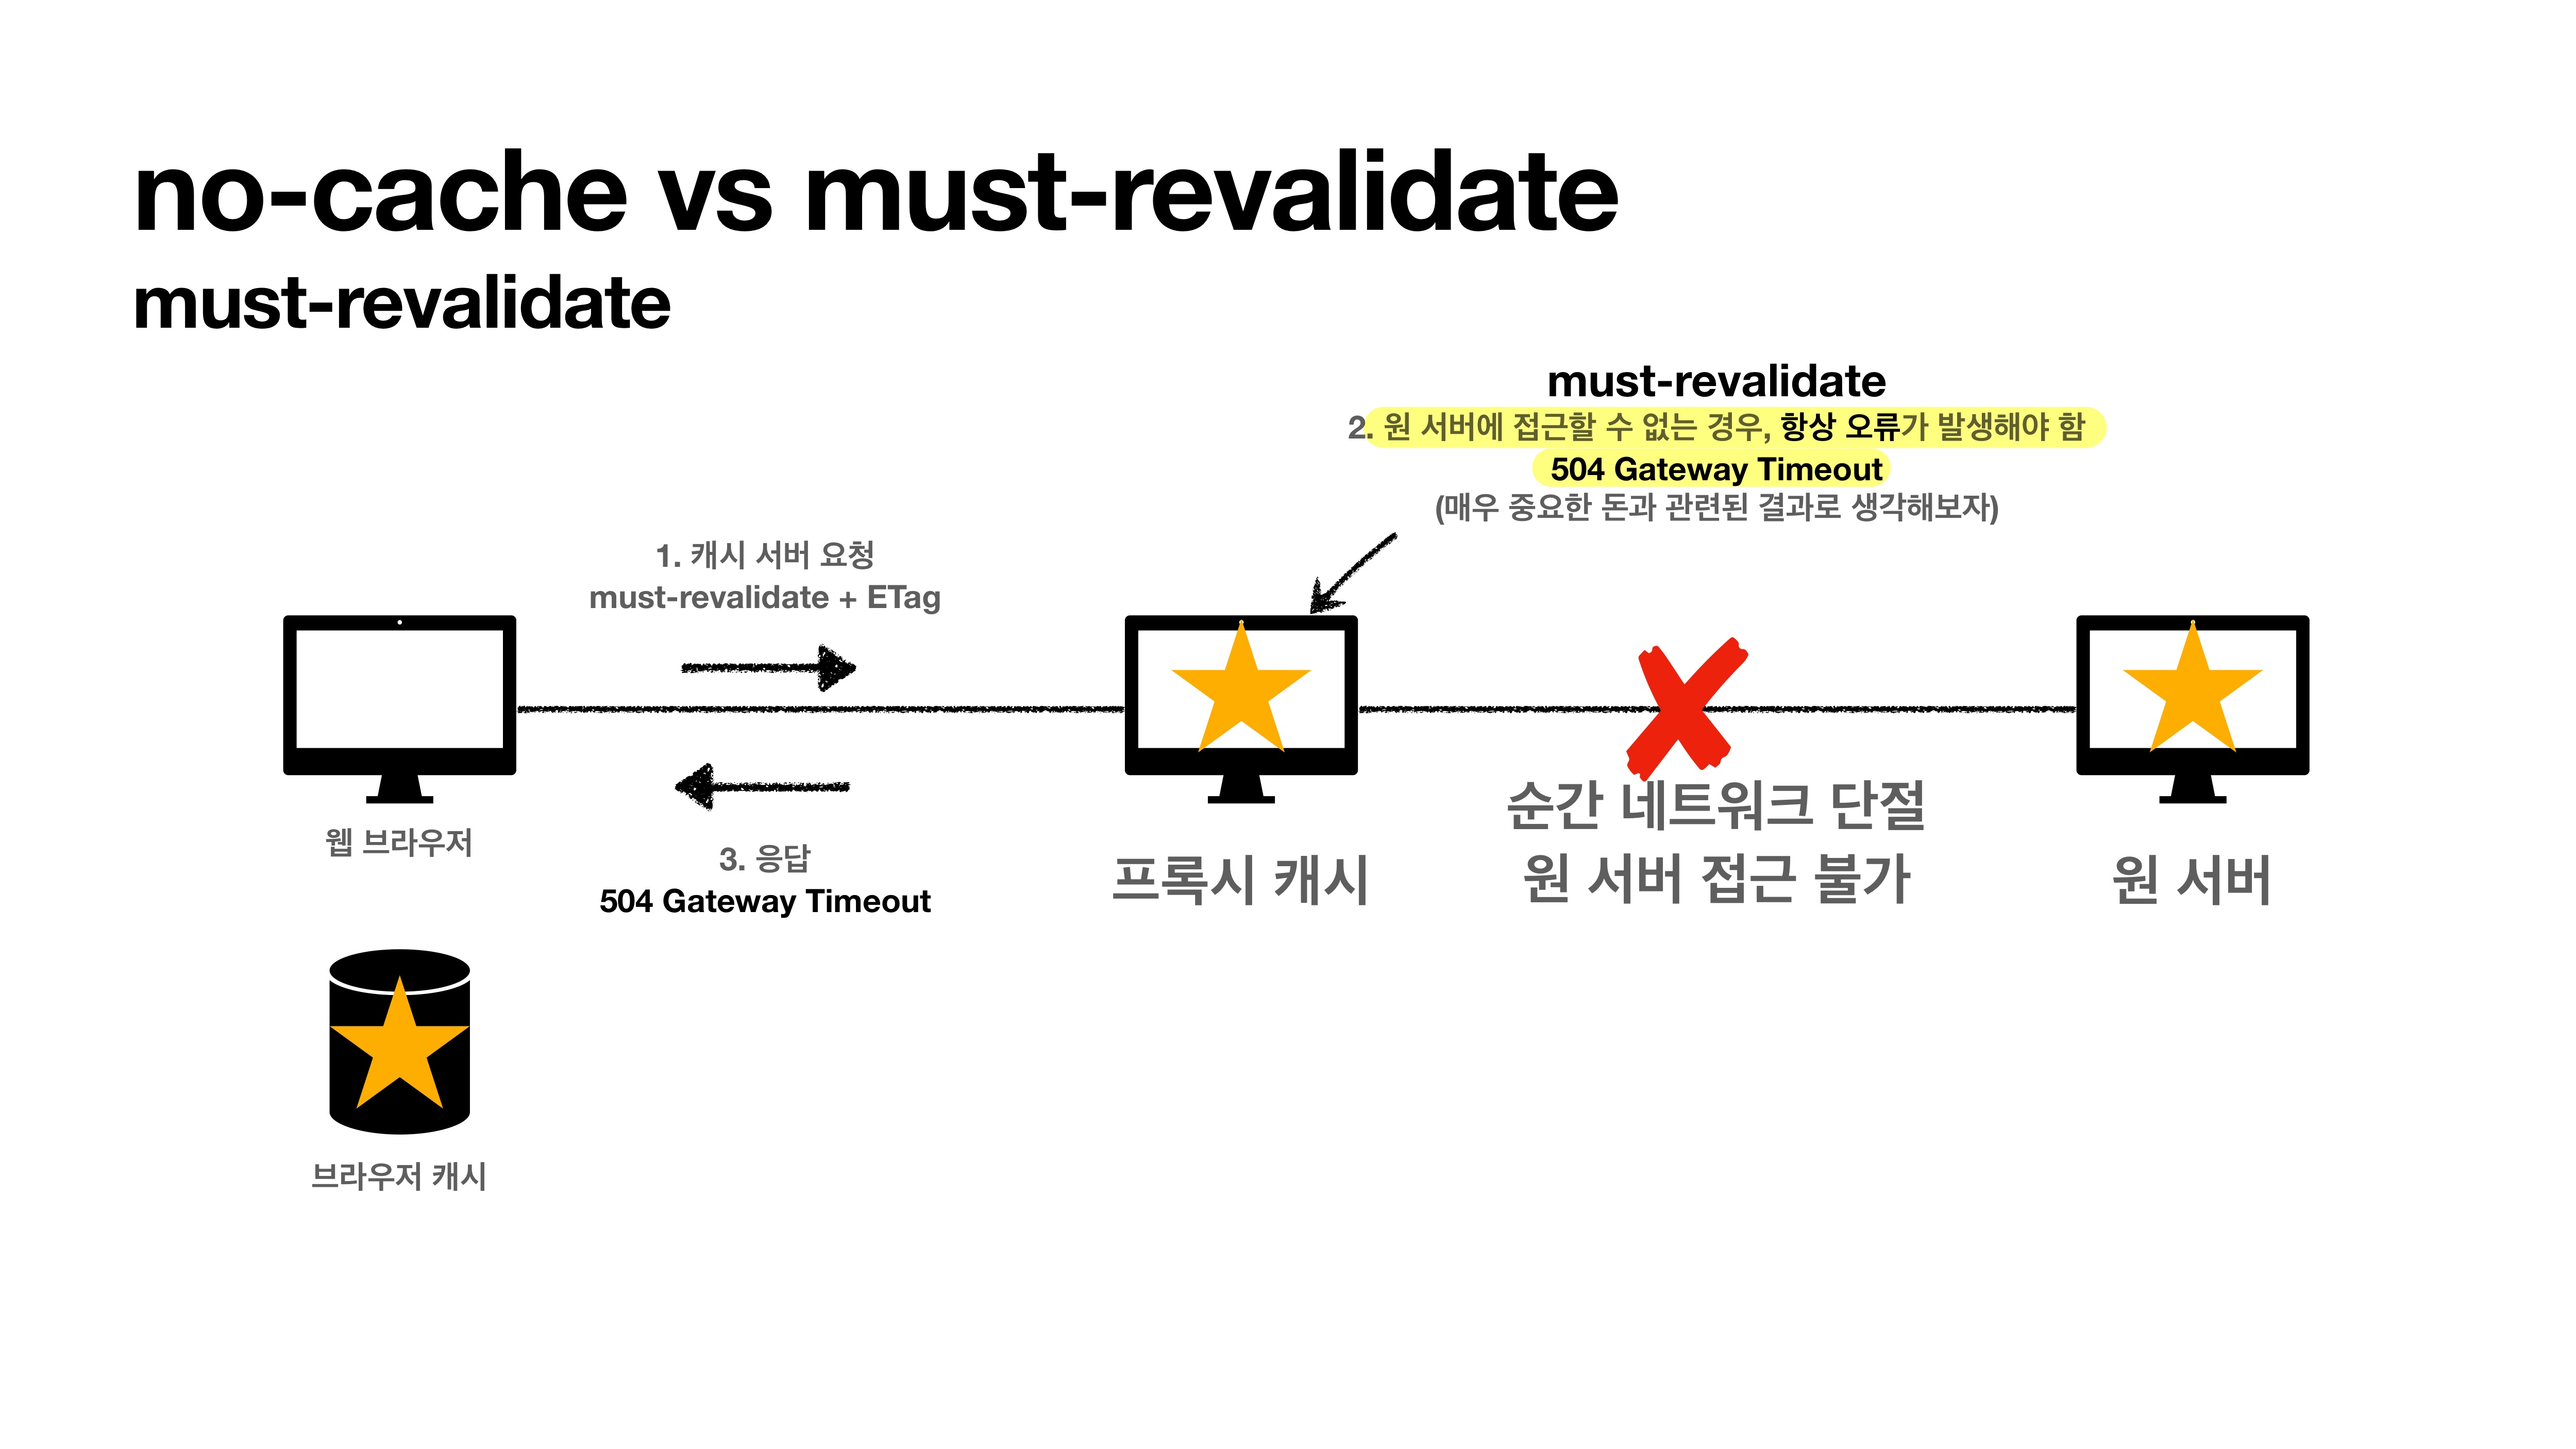 no-cache vs must-revalidate
must-revalidate
must-revalidate
2. 원 서버에 접근할 수 없는 경우, 항상 오류가 발생해야 함
504 Gateway Timeout
(매우 중요한 돈과 관련된 결과로 생각해보자)
1. 캐시 서버 요청
must-revalidate + ETag
웹 브라우저
3. 응답
504 Gateway Timeout
프록시 캐시
순간 네트워크 단절
원 서버 접근 불가
원 서버
브라우저 캐시